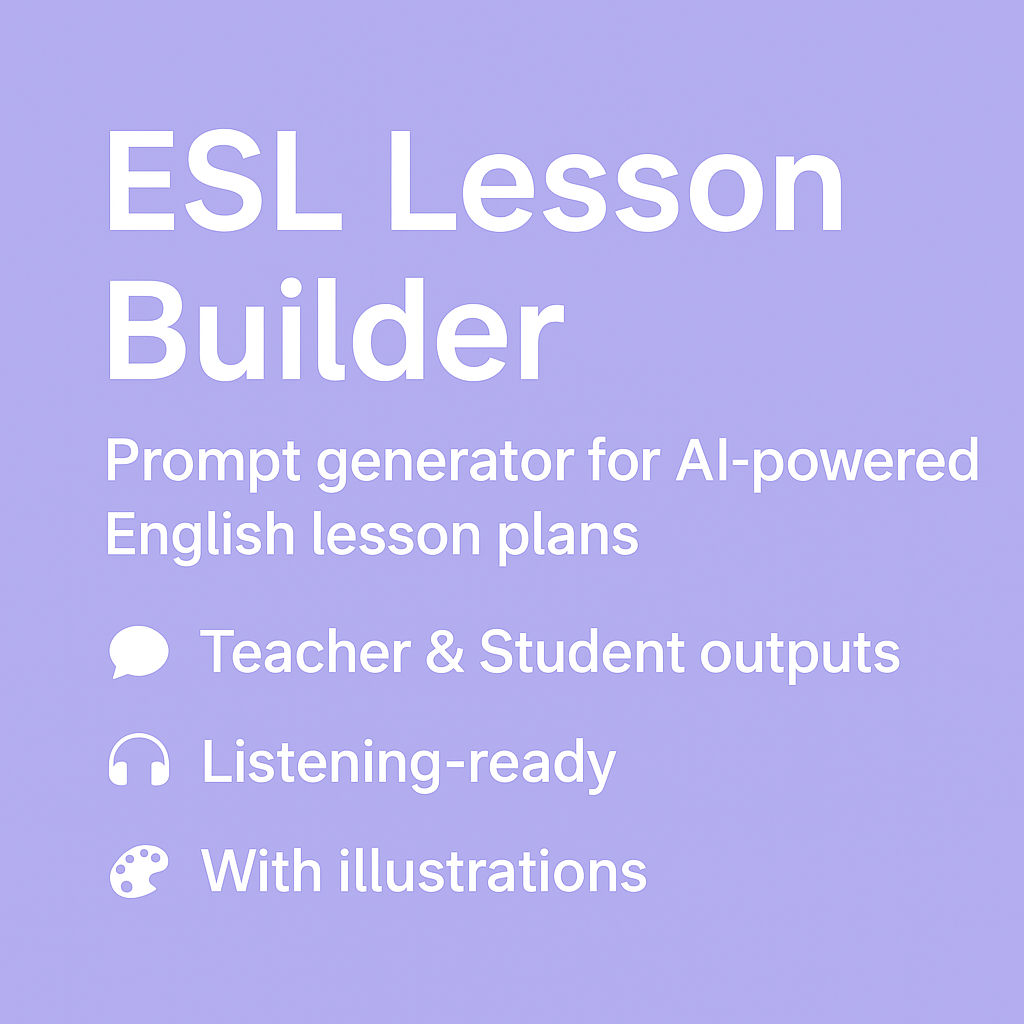 ESL Lesson
Builder
Prompt generator for AI-powered
English lesson plans
Teacher & Student outputs
Listening-ready
With illustrations